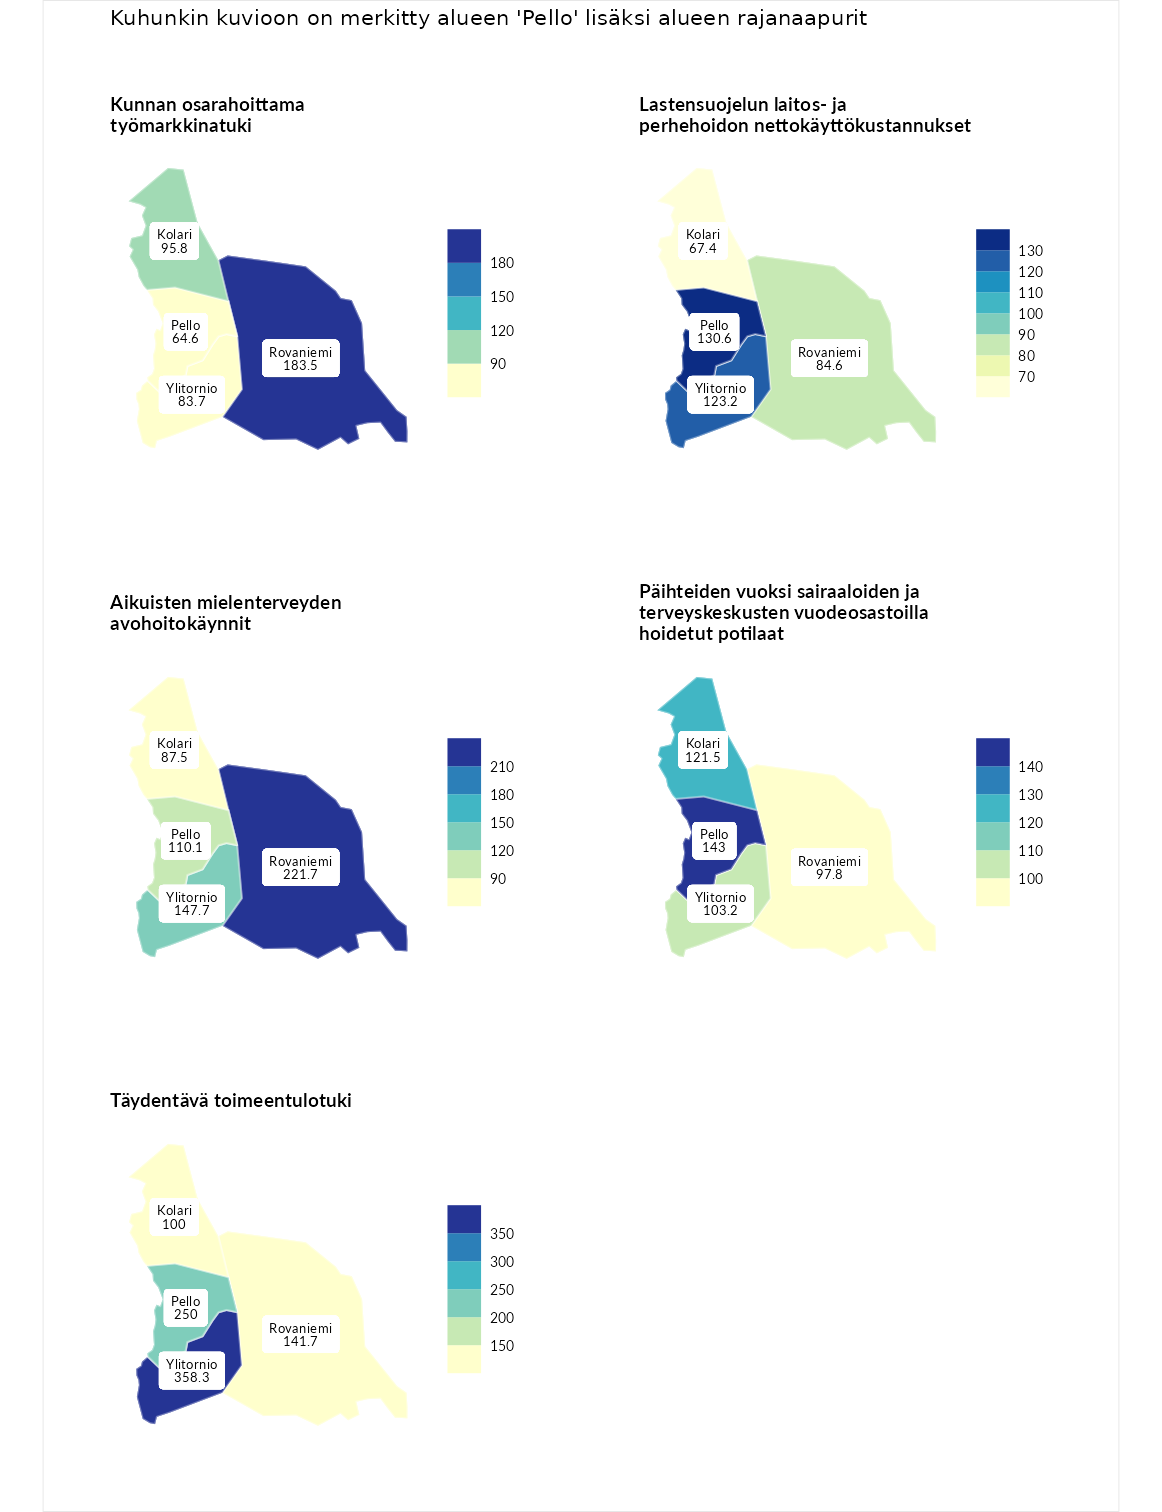 Kuhunkin kuvioon on merkitty alueen 'Pello' lisäksi alueen rajanaapurit
Kunnan osarahoittama
työmarkkinatuki
Kolari
95.8
Pello
64.6
Rovaniemi
183.5
Ylitornio
83.7
180
150
120
90
Lastensuojelun laitos- ja
perhehoidon nettokäyttökustannukset
Kolari
67.4
Pello
130.6
Rovaniemi
84.6
Ylitornio
123.2
130
120
110
100
90
80
70
Aikuisten mielenterveyden
avohoitokäynnit
Kolari
87.5
Pello
110.1
Rovaniemi
221.7
Ylitornio
147.7
210
180
150
120
90
Päihteiden vuoksi sairaaloiden ja
terveyskeskusten vuodeosastoilla
hoidetut potilaat
Kolari
121.5
Pello
143
Rovaniemi
97.8
Ylitornio
103.2
140
130
120
110
100
Täydentävä toimeentulotuki
Kolari
100
Pello
250
Rovaniemi
141.7
Ylitornio
358.3
350
300
250
200
150